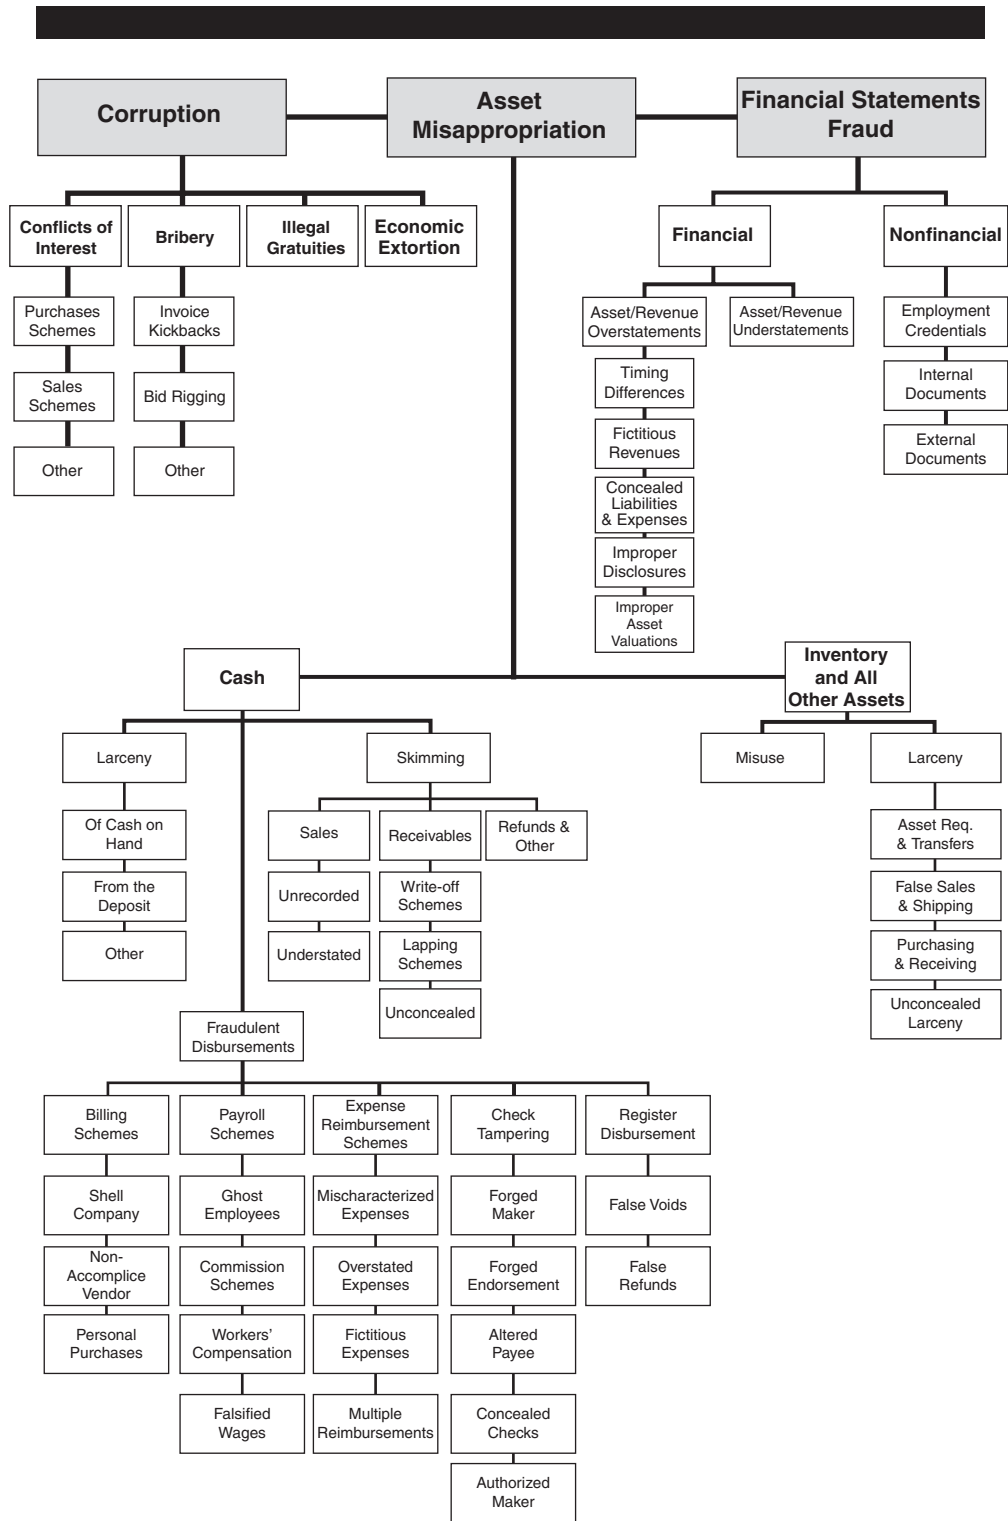 Corruption
Asset
Misappropriation
Financial Statements
Fraud
Conflicts of
Interest
Bribery
Illegal
Gratuities
Economic
Extortion
Financial
Nonfinancial
Purchases
Schemes
Sales
Schemes
Other
Invoice
Kickbacks
Bid Rigging
Other
Asset/Revenue
Overstatements
Asset/Revenue
Understatements
Timing
Differences
Fictitious
Revenues
Concealed
Liabilities
& Expenses
Improper
Disclosures
Improper
Asset
Valuations
Employment
Credentials
Internal
Documents
External
Documents
Cash
Inventory
and All
Other Assets
Larceny
Of Cash on
Hand
From the
Deposit
Other
Skimming
Sales
Unrecorded
Understated
Receivables
Write-off
Schemes
Lapping
Schemes
Unconcealed
Refunds &
Other
Misuse
Larceny
Asset Req.
& Transfers
False Sales
& Shipping
Purchasing
& Receiving
Unconcealed
Larceny
Fraudulent
Disbursements
Billing
Schemes
Shell
Company
Non-
Accomplice
Vendor
Personal
Purchases
Payroll
Schemes
Ghost
Employees
Commission
Schemes
Workers’
Compensation
Falsified
Wages
Expense
Reimbursement
Schemes
Mischaracterized
Expenses
Overstated
Expenses
Fictitious
Expenses
Multiple
Reimbursements
Check
Tampering
Forged
Maker
Forged
Endorsement
Altered
Payee
Concealed
Checks
Authorized
Maker
Register
Disbursement
False Voids
False
Refunds